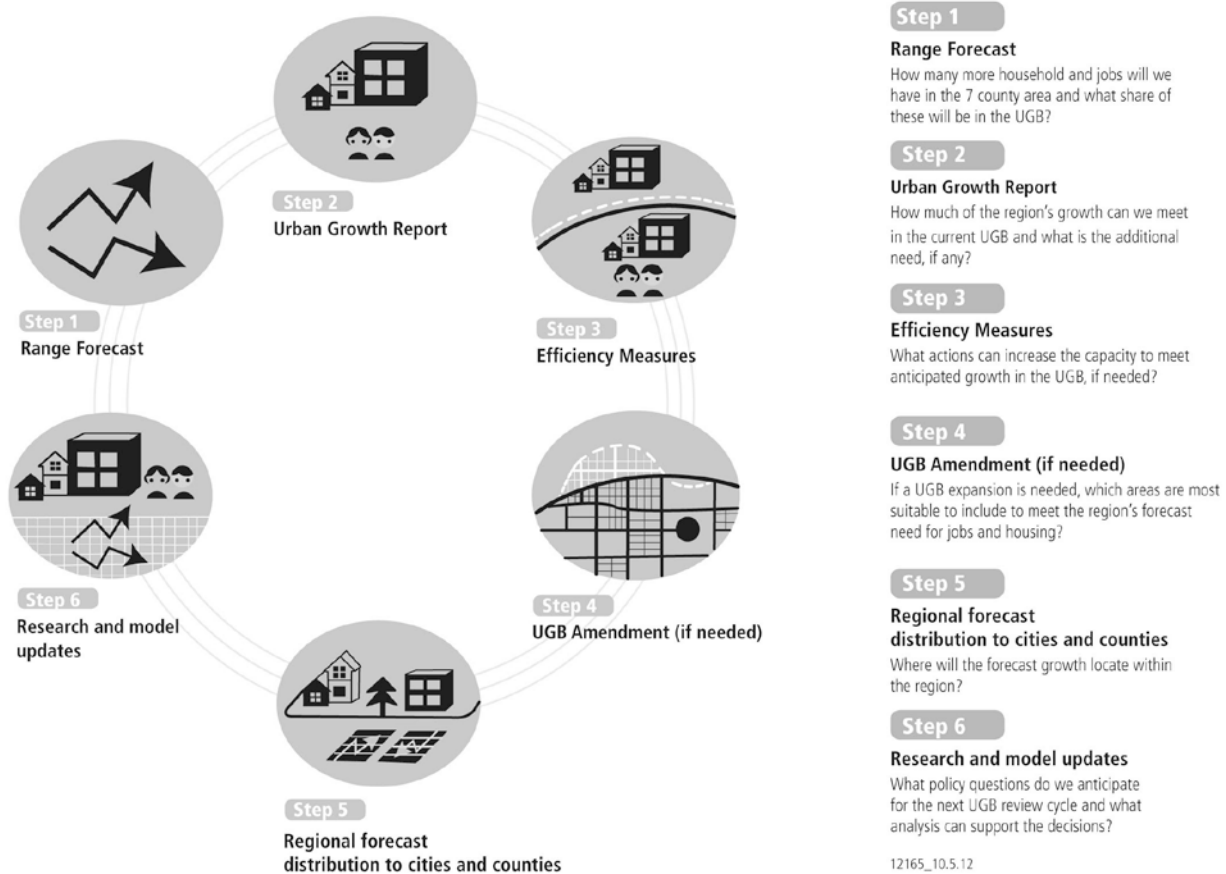 Step 1
Range Forecast
Step 2
Urban Growth Report
Step 3
Efficiency Measures
Step 4
UGB Amendment (if needed)
Step 5
Regional forecast
distribution to cities and counties
Step 6
Research and model
updates
Step 1
Range Forecast
How many more household and jobs will we
have in the 7 county area and what share of
these will be in the UGB?
Step 2
Urban Growth Report
How much of the region's growth can we meet
in the current UGB and what is the additional
need, if any?
Step 3
Efficiency Measures
What actions can increase the capacity to meet
anticipated growth in the UGB, if needed?
Step 4
UGB Amendment (if needed)
If a UGB expansion is needed, which areas are most
suitable to include to meet the region's forecast
need for jobs and housing?
Step 5
Regional forecast
distribution to cities and counties
Where will the forecast growth locate within
the region?
Step 6
Research and model updates
What policy questions do we anticipate
for the next UGB review cycle and what
analysis can support the decisions?
12165_10.5.12